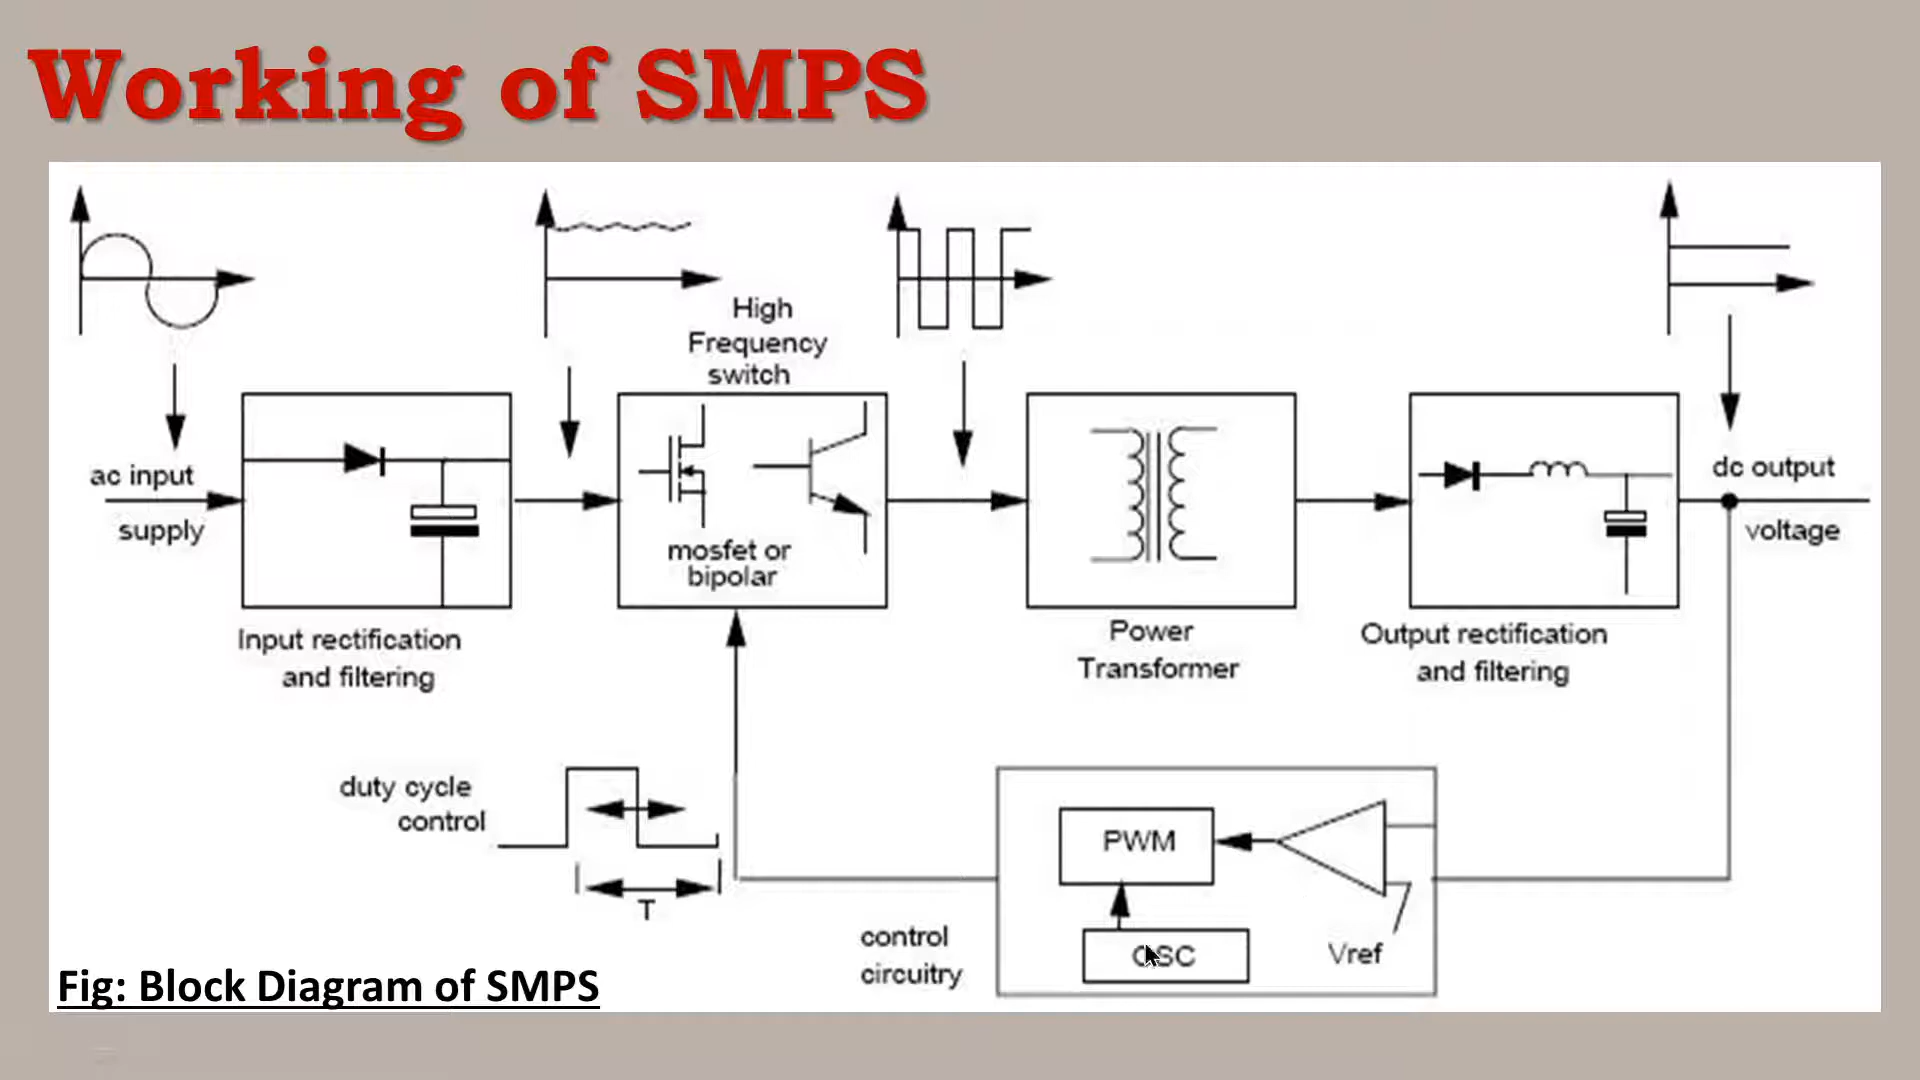 Working of SMPS
High
Frequency
switch
ac input
supply
mosfet or
bipolar
dc output
voltage
Input rectification
and filtering
Power
Transformer
Output rectification
and filtering
duty cycle
control
T
PWM
OSC
Vref
control
circuitry
Fig: Block Diagram of SMPS